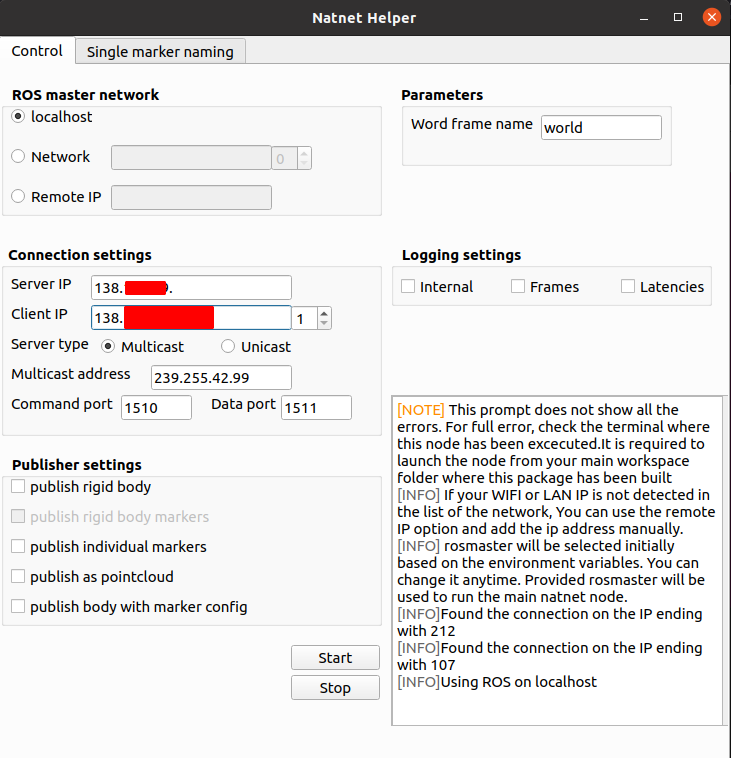 Natnet Helper
Control
Single marker naming
ROS master network
localhost
Network
0
Remote IP
Parameters
Word frame name
world
Connection settings
Server IP
138.
.
Client IP
138.
1
Server type
Multicast
Unicast
Multicast address
239.255.42.99
Command port
1510
Data port
1511
Logging settings
Internal
Frames
Latencies
Publisher settings
publish rigid body
publish rigid body markers
publish individual markers
publish as pointcloud
publish body with marker config
Start
Stop
[NOTE] This prompt does not show all the
errors. For full error, check the terminal where
this node has been excecuted.It is required to
launch the node from your main workspace
folder where this package has been built
[INFO] If your WIFI or LAN IP is not detected in
the list of the network, You can use the remote
IP option and add the ip address manually.
[INFO] rosmaster will be selected initially
based on the environment variables. You can
change it anytime. Provided rosmaster will be
used to run the main natnet node.
[INFO]Found the connection on the IP ending
with 212
[INFO]Found the connection on the IP ending
with 107
[INFO]Using ROS on localhost